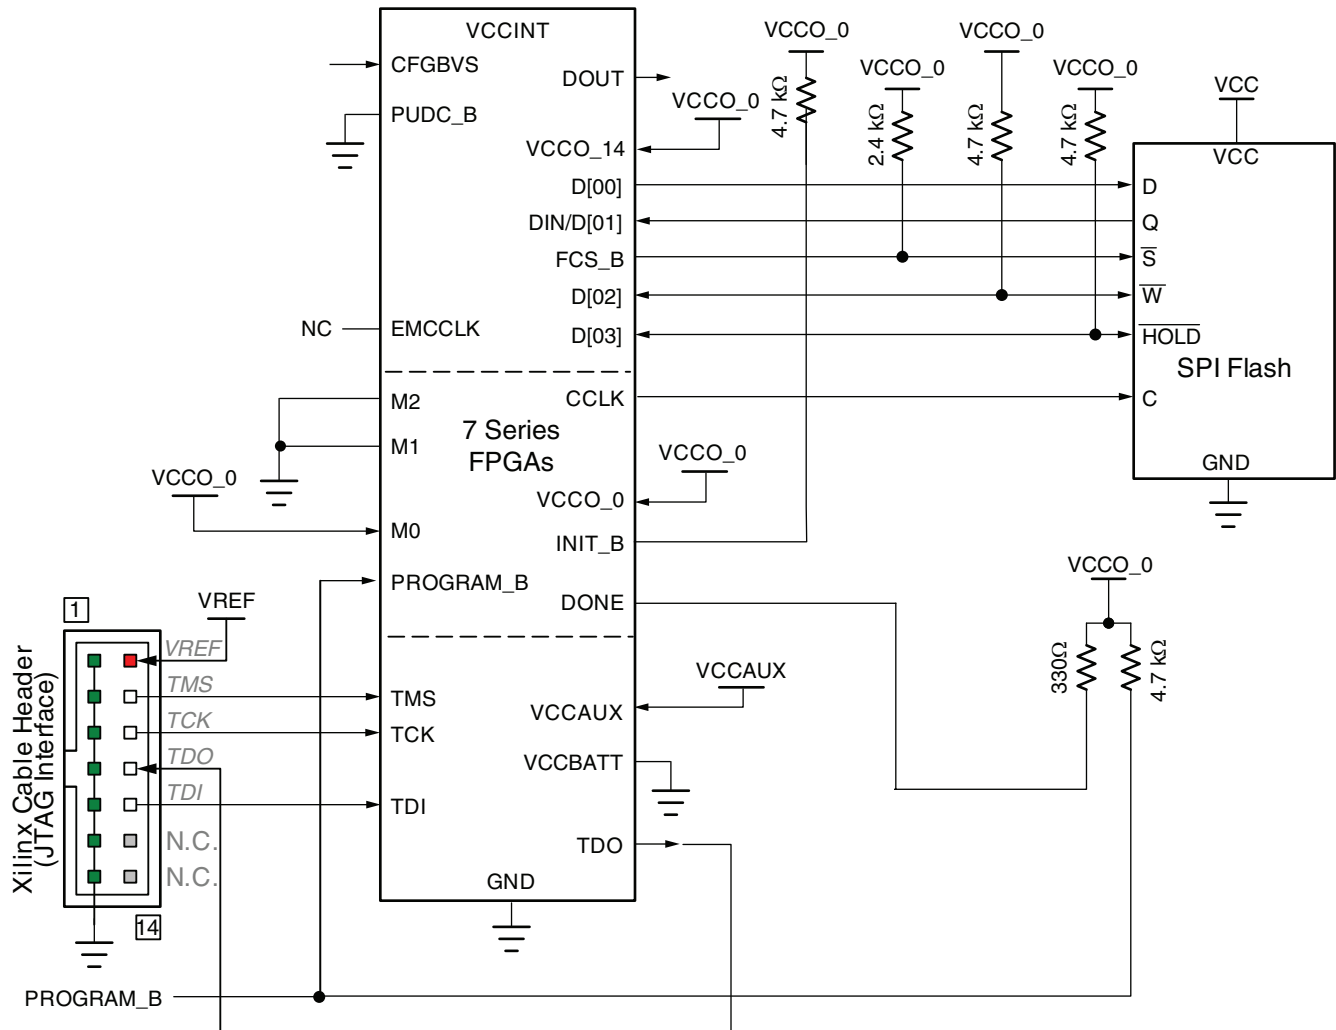 VCCINT
CFGBVS
PUDC_B
NC
EMCCLK
M2
M1
VCCO_0
M0
PROGRAM_B
DOUT
VCCO_0
VCCO_14
D[00]
DIN/D[01]
FCS_B
D[02]
D[03]
CCLK
7 Series
FPGAs
VCCO_0
VCCO_0
INIT_B
DONE
VCCO_0
4.7 kΩ
VCCO_0
2.4 kΩ
VCCO_0
4.7 kΩ
VCCO_0
4.7 kΩ
VCC
VCC
D
Q
S
W
HOLD
SPI Flash
C
GND
VCCO_0
330Ω
4.7 kΩ
1
VREF
VREF
TMS
TCK
TDO
TDI
N.C.
N.C.
14
Xilinx Cable Header
(JTAG Interface)
TMS
TCK
TDI
VCCAUX
VCCAUX
VCCBATT
TDO
GND
PROGRAM_B